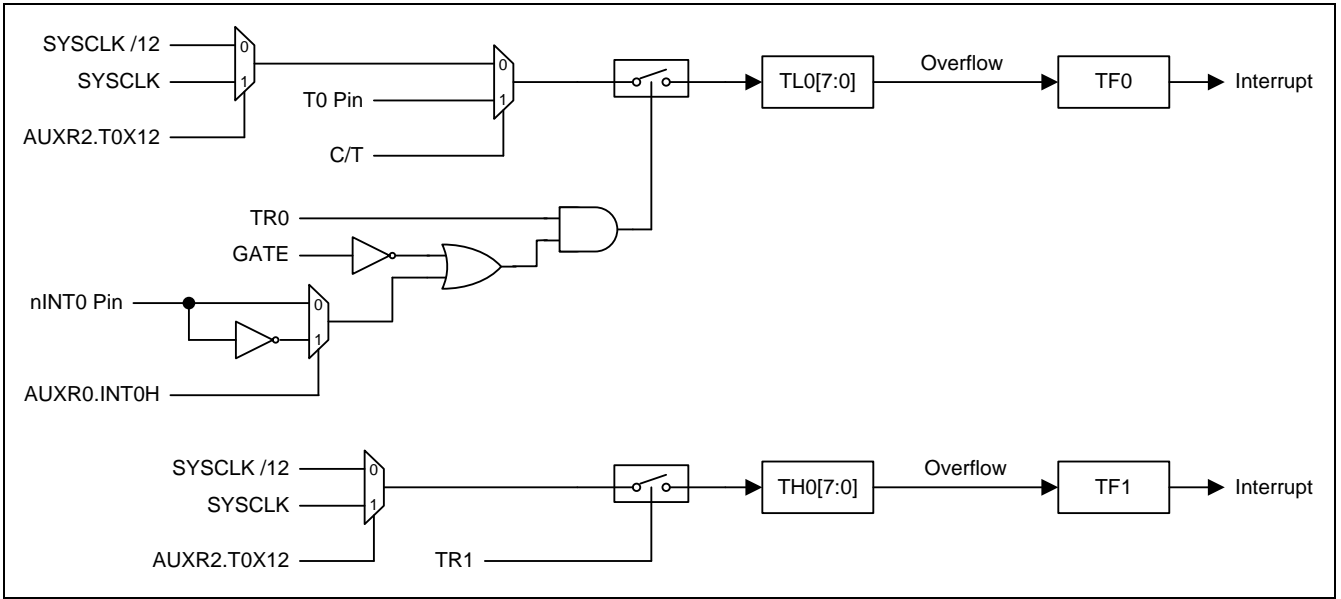 SYSCLK /12
0
SYSCLK
1
AUXR2.T0X12
0
T0 Pin
1
C/T
TL0[7:0]
Overflow
TF0
Interrupt
TR0
GATE
nINT0 Pin
0
1
AUXR0.INT0H
SYSCLK /12
0
SYSCLK
1
AUXR2.T0X12
TR1
TH0[7:0]
Overflow
TF1
Interrupt